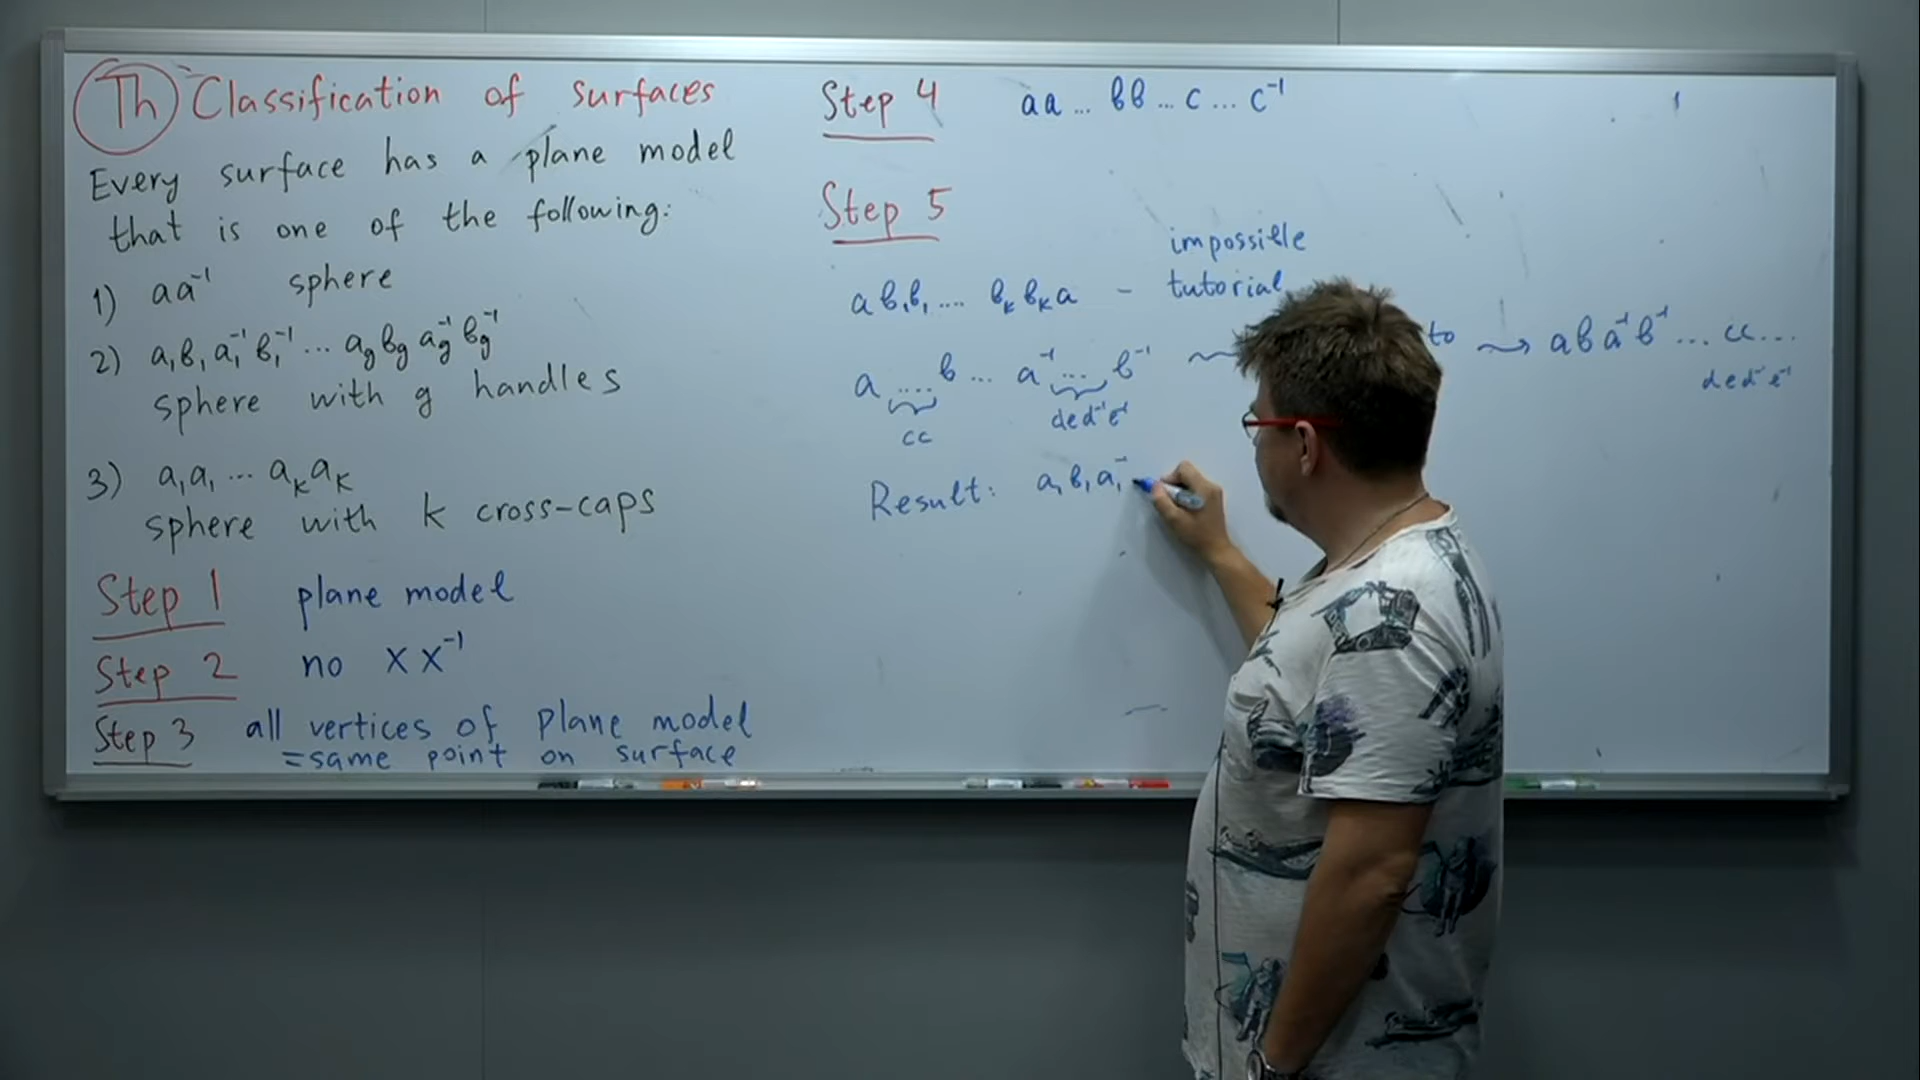 Th Classification of surfaces
Every surface has a plane model
that is one of the following:
1) aa⁻¹ sphere
2) a₁b₁a₁⁻¹b₁⁻¹ ... a_g b_g a_g⁻¹ b_g⁻¹
sphere with g handles
3) a₁a₁ ... a_k a_k
sphere with k cross-caps
Step 1 plane model
Step 2 no x x⁻¹
Step 3 all vertices of plane model
= same point on surface
Step 4 aa ... bb ... c ... c⁻¹
Step 5
impossible
a b₁b₁ .... b_k b_k a - tutorial
a .... b ... a⁻¹ ... b⁻¹ ⇝ to ⇝ aba⁻¹b⁻¹ ... cc ...
cc ded⁻¹e⁻¹ ded⁻¹e⁻¹
Result: a₁b₁a₁⁻